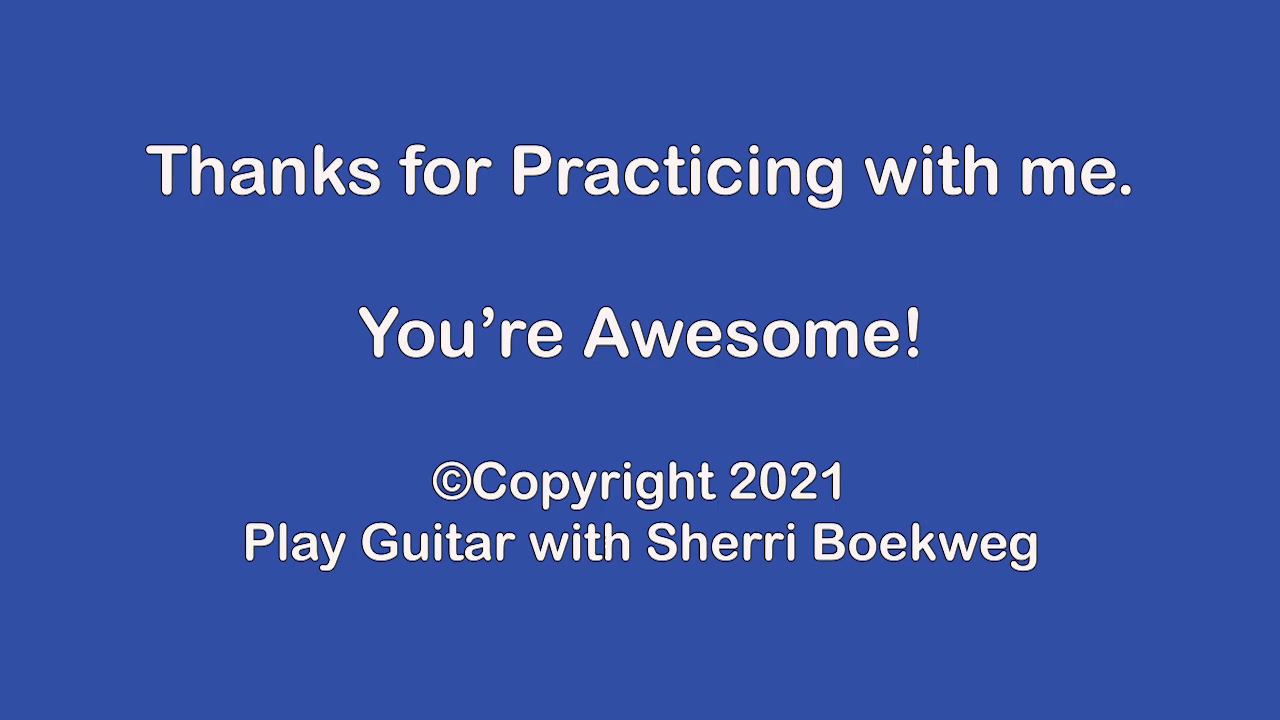 Thanks for Practicing with me.
You’re Awesome!
©Copyright 2021
Play Guitar with Sherri Boekweg